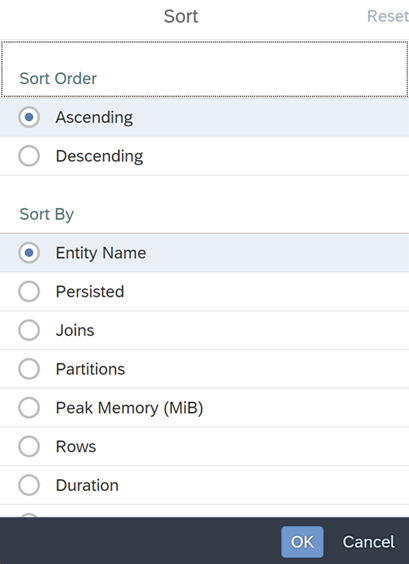 Sort Reset
Sort Order
Ascending
Descending
Sort By
Entity Name
Persisted
Joins
Partitions
Peak Memory (MiB)
Rows
Duration
OK Cancel